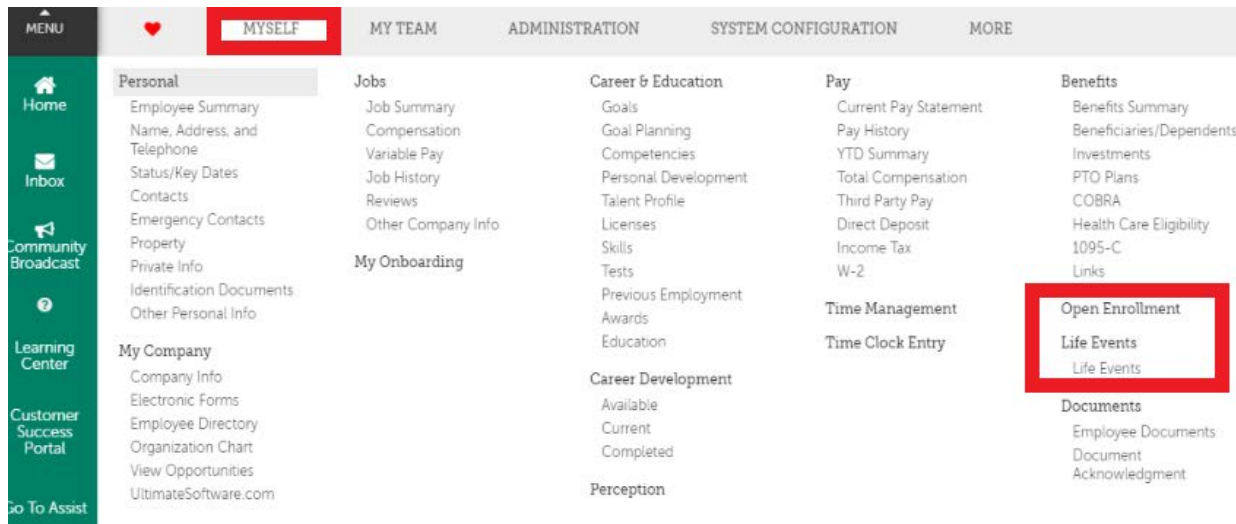 MENU
MYSELF
MY TEAM
ADMINISTRATION
SYSTEM CONFIGURATION
MORE
Home
Inbox
Community
Broadcast
Learning
Center
Customer
Success
Portal
Go To Assist
Personal
Employee Summary
Name, Address, and
Telephone
Status/Key Dates
Contacts
Emergency Contacts
Property
Private Info
Identification Documents
Other Personal Info
My Company
Company Info
Electronic Forms
Employee Directory
Organization Chart
View Opportunities
UltimateSoftware.com
Jobs
Job Summary
Compensation
Variable Pay
Job History
Reviews
Other Company Info
My Onboarding
Career & Education
Goals
Goal Planning
Competencies
Personal Development
Talent Profile
Licenses
Skills
Tests
Previous Employment
Awards
Education
Career Development
Available
Current
Completed
Perception
Pay
Current Pay Statement
Pay History
YTD Summary
Total Compensation
Third Party Pay
Direct Deposit
Income Tax
W-2
Time Management
Time Clock Entry
Benefits
Benefits Summary
Beneficiaries/Dependents
Investments
PTO Plans
COBRA
Health Care Eligibility
1095-C
Links
Open Enrollment
Life Events
Life Events
Documents
Employee Documents
Document
Acknowledgment